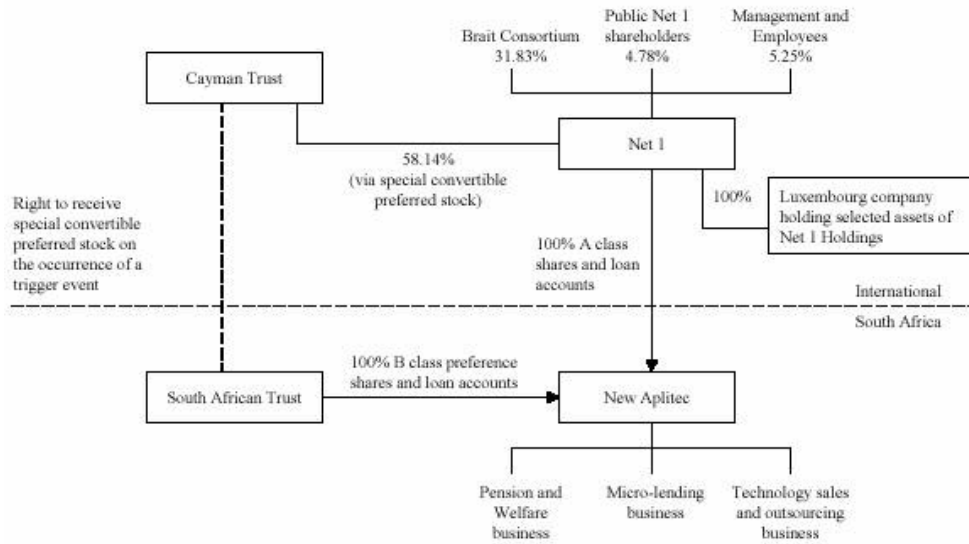 Brait Consortium
31.83%
Public Net 1
shareholders
4.78%
Management and
Employees
5.25%
Cayman Trust
Net 1
58.14%
(via special convertible
preferred stock)
100%
Luxembourg company
holding selected assets of
Net 1 Holdings
Right to receive
special convertible
preferred stock on
the occurrence of a
trigger event
100% A class
shares and loan
accounts
International
South Africa
100% B class preference
shares and loan accounts
South African Trust
New Aplitec
Pension and
Welfare
business
Micro-lending
business
Technology sales
and outsourcing
business